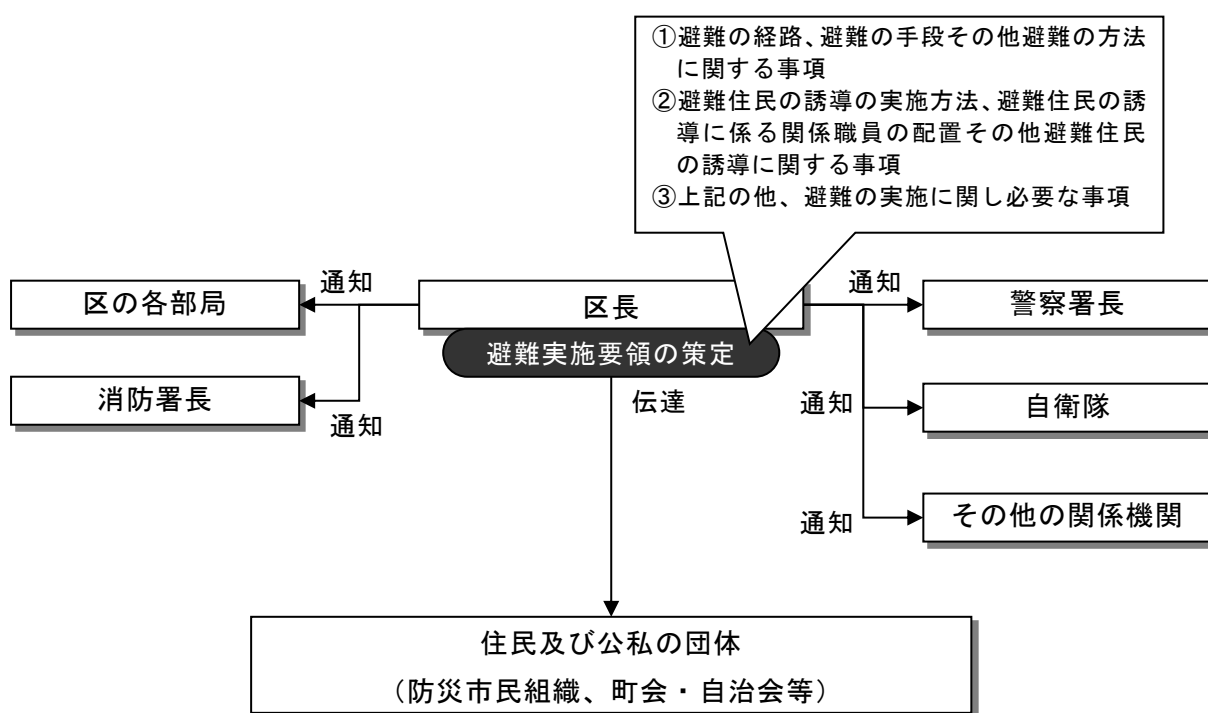 ①避難の経路、避難の手段その他避難の方法
に関する事項
②避難住民の誘導の実施方法、避難住民の誘
導に係る関係職員の配置その他避難住民
の誘導に関する事項
③上記の他、避難の実施に関し必要な事項
通知
通知
区の各部局
区長
警察署長
避難実施要領の策定
消防署長
伝達
通知
自衛隊
通知
通知
その他の関係機関
住民及び公私の団体
（防災市民組織、町会・自治会等）